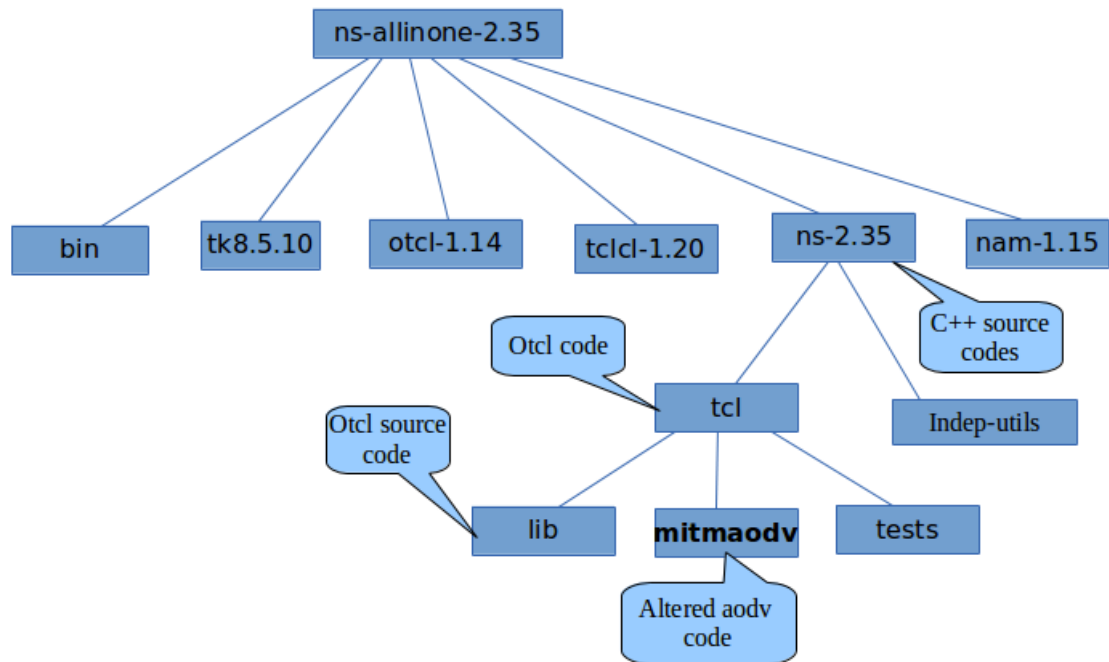 ns-allinone-2.35
bin
tk8.5.10
otcl-1.14
tclcl-1.20
ns-2.35
nam-1.15
C++ source
codes
Otcl code
tcl
Indep-utils
Otcl source
code
lib
mitmaodv
tests
Altered aodv
code